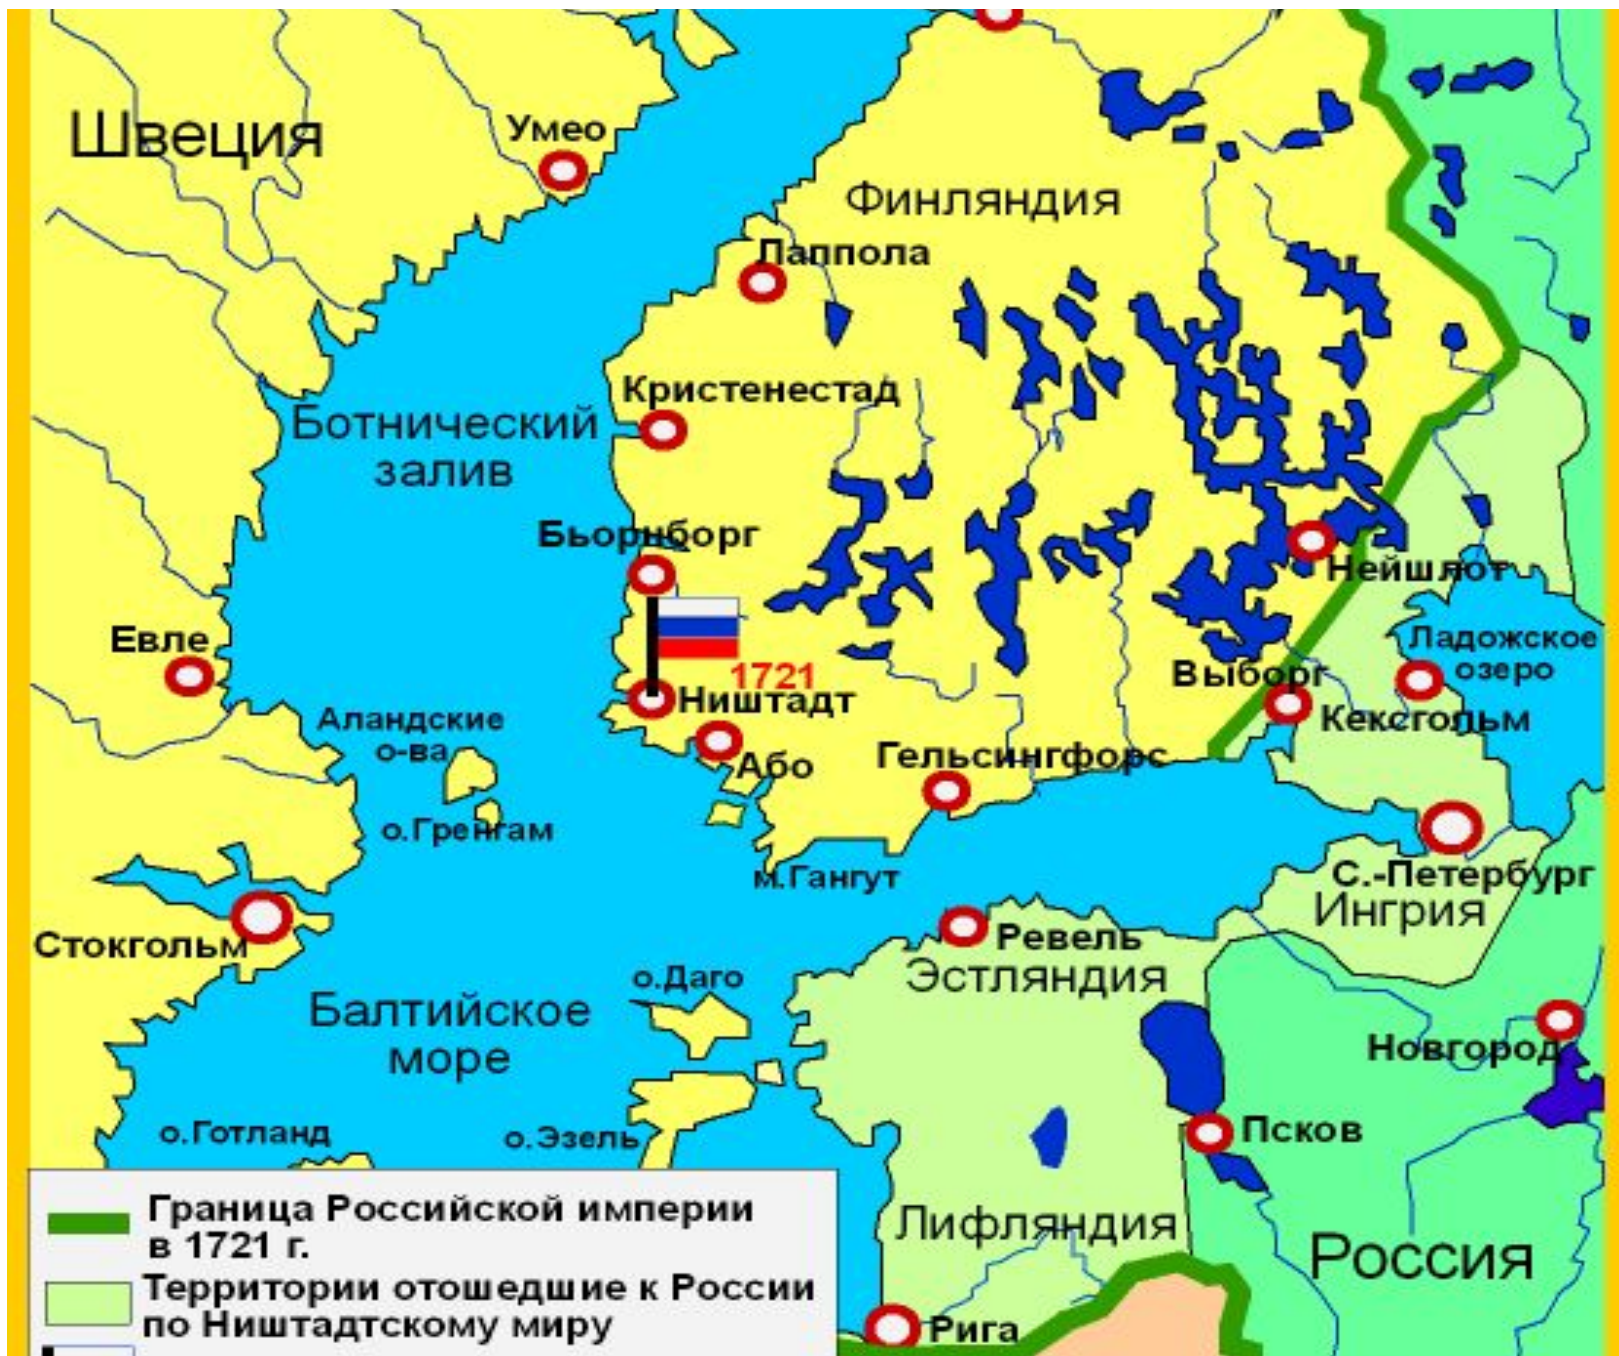 Швеция
Умео
Финляндия
Лаппола
Кристенестад
Ботнический
залив
Бьорнборг
Нейшлот
Евле
Ладожское
озеро
1721
Выборг
Ништадт
Кексгольм
Аландские
о-ва
Або
Гельсингфорс
о.Гренгам
м.Гангут
С.-Петербург
Ингрия
Стокгольм
Ревель
Эстляндия
о.Даго
Балтийское
море
Новгород
о.Готланд
о.Эзель
Псков
Лифляндия
Россия
Рига
Граница Российской империи
в 1721 г.
Территории отошедшие к России
по Ништадтскому миру